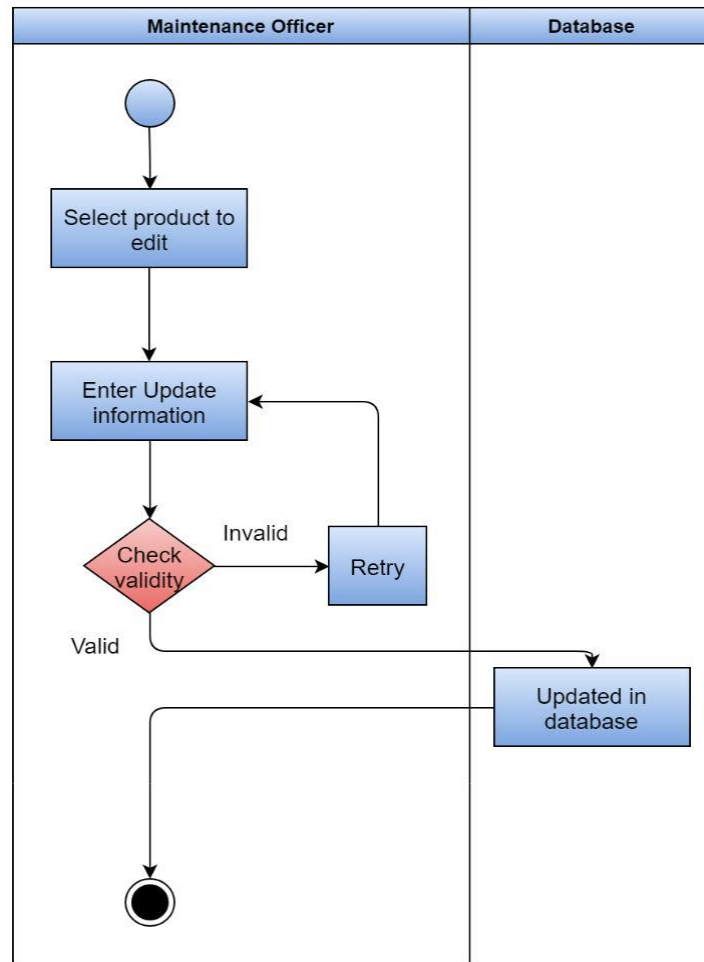 Maintenance Officer
Database
Select product to
edit
Enter Update
information
Check
validity
Invalid
Retry
Valid
Updated in
database